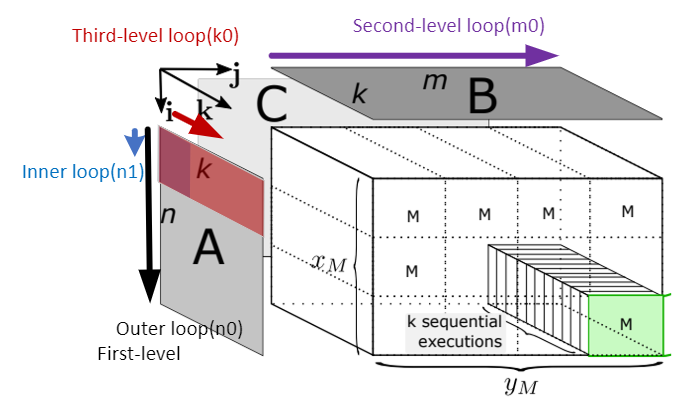 Second-level loop(m0)
Third-level loop(k0)
j
k
i
C
k
m
B
Inner loop(n1)
k
n
A
M
M
M
M
M
x_M
k sequential
executions
M
Outer loop(n0)
First-level
y_M